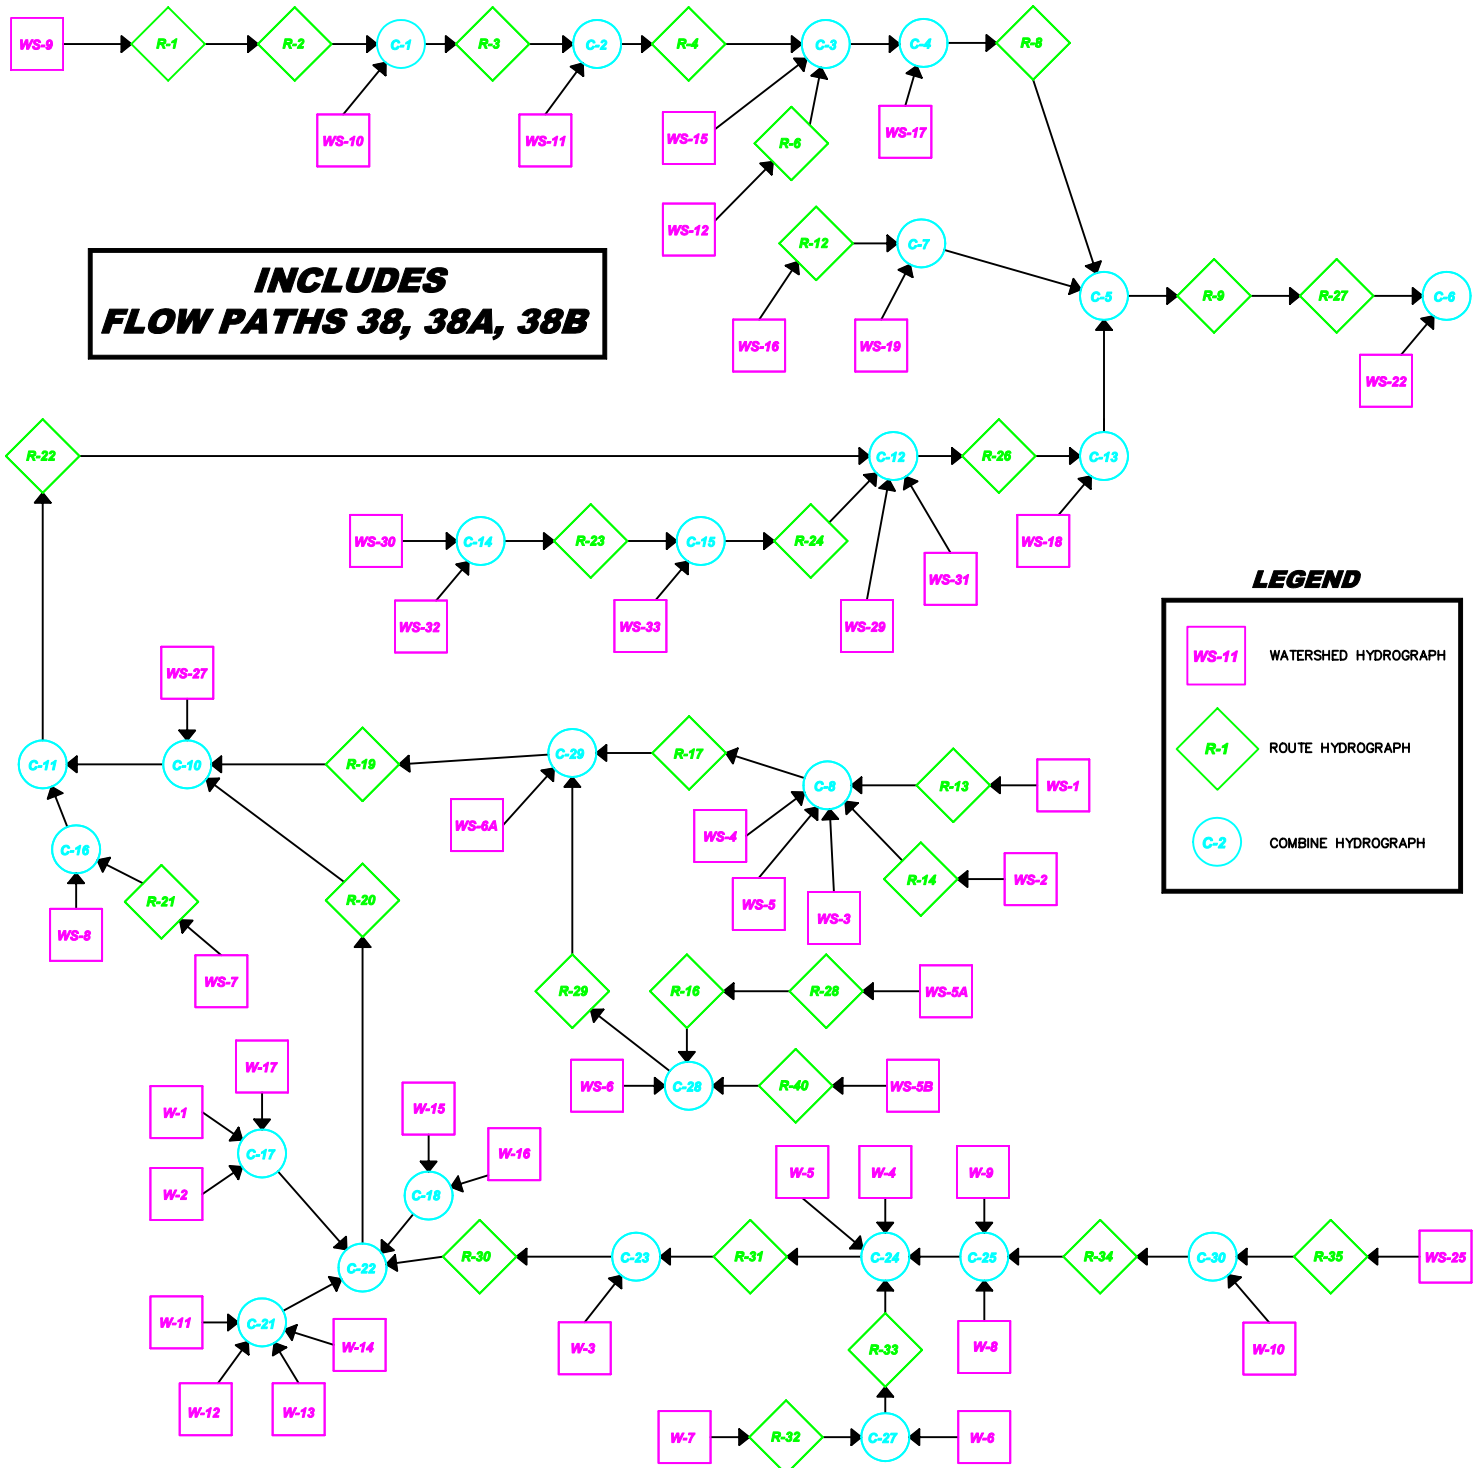 WS-9
R-1
R-2
C-1
R-3
C-2
R-4
C-3
C-4
R-8
WS-10
WS-11
WS-15
R-6
WS-17
WS-12
R-12
C-7
INCLUDES
FLOW PATHS 38, 38A, 38B
C-5
R-9
R-27
C-6
WS-16
WS-19
WS-22
R-22
C-12
R-26
C-13
WS-30
C-14
R-23
C-15
R-24
WS-18
WS-31
WS-32
WS-33
WS-29
LEGEND
WS-11
WATERSHED HYDROGRAPH
R-1
ROUTE HYDROGRAPH
C-2
COMBINE HYDROGRAPH
WS-27
C-11
C-10
R-19
C-29
R-17
C-8
R-13
WS-1
WS-6A
WS-4
C-16
R-14
WS-2
R-21
R-20
WS-5
WS-3
WS-8
WS-7
R-29
R-16
R-28
WS-5A
WS-6
C-28
R-40
WS-5B
W-17
W-1
W-15
C-17
W-16
W-2
C-18
W-5
W-4
W-9
C-22
R-30
C-23
R-31
C-24
C-25
R-34
C-30
R-35
WS-25
W-11
C-21
W-14
W-3
R-33
W-8
W-10
W-12
W-13
W-7
R-32
C-27
W-6